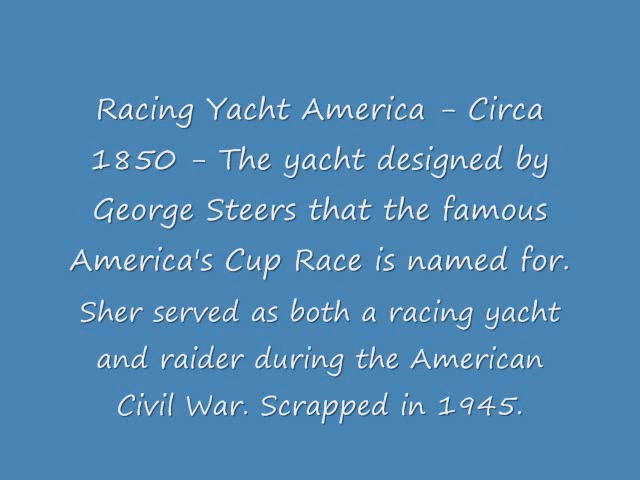 Racing Yacht America - Circa
1850 - The yacht designed by
George Steers that the famous
America's Cup Race is named for.
Sher served as both a racing yacht
and raider during the American
Civil War. Scrapped in 1945.